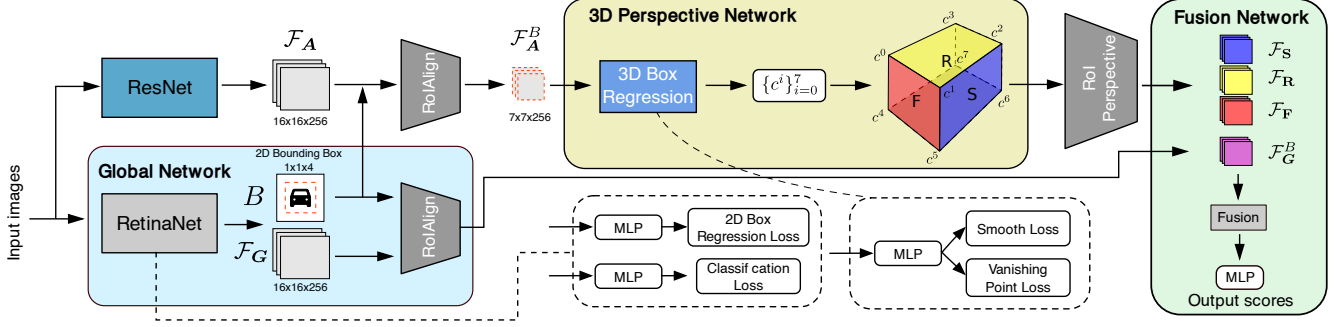 Input images
ResNet
F_A
16x16x256
RoIAlign
F_A^B
7x7x256
3D Perspective Network
3D Box
Regression
{c^i}_{i=0}^7
c^0
c^3
c^2
R
c^7
c^1
F
S
c^4
c^6
c^5
RoI
Perspective
Global Network
RetinaNet
2D Bounding Box
1x1x4
B
F_G
16x16x256
RoIAlign
MLP
2D Box
Regression Loss
MLP
Classif cation
Loss
MLP
Smooth Loss
Vanishing
Point Loss
Fusion Network
F_S
F_R
F_F
F_G^B
Fusion
MLP
Output scores